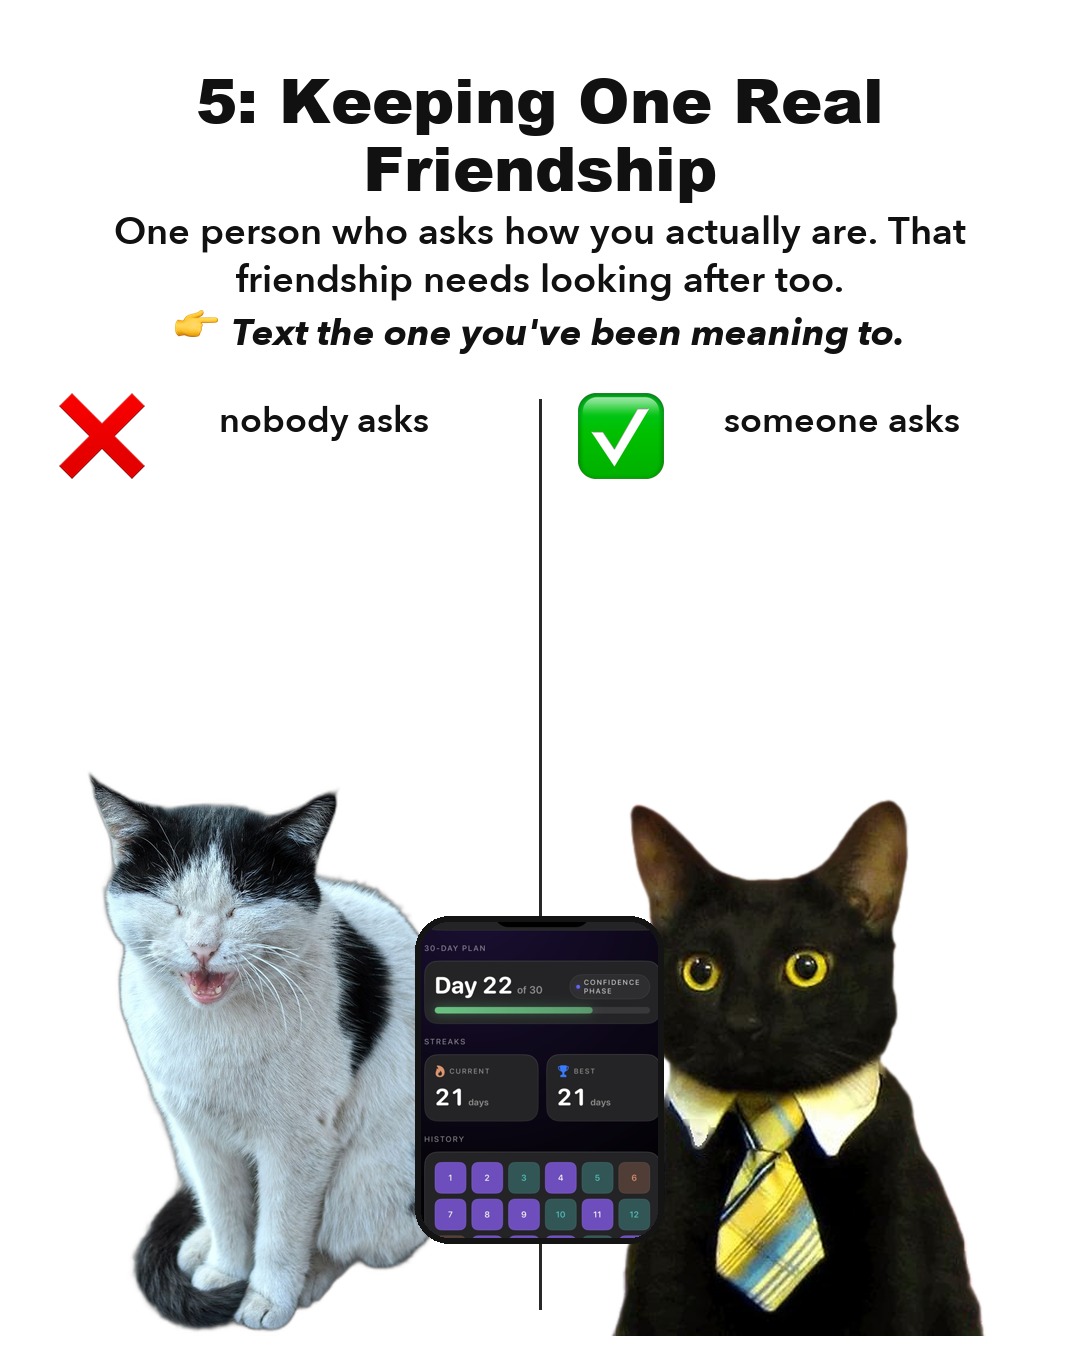 5: Keeping One Real
Friendship
One person who asks how you actually are. That
friendship needs looking after too.
👉 Text the one you've been meaning to.
❌ nobody asks
✅ someone asks
30-DAY PLAN
Day 22 of 30
CONFIDENCE
PHASE
STREAKS
CURRENT
BEST
21 days
21 days
HISTORY
1 2 3 4 5 6
7 8 9 10 11 12